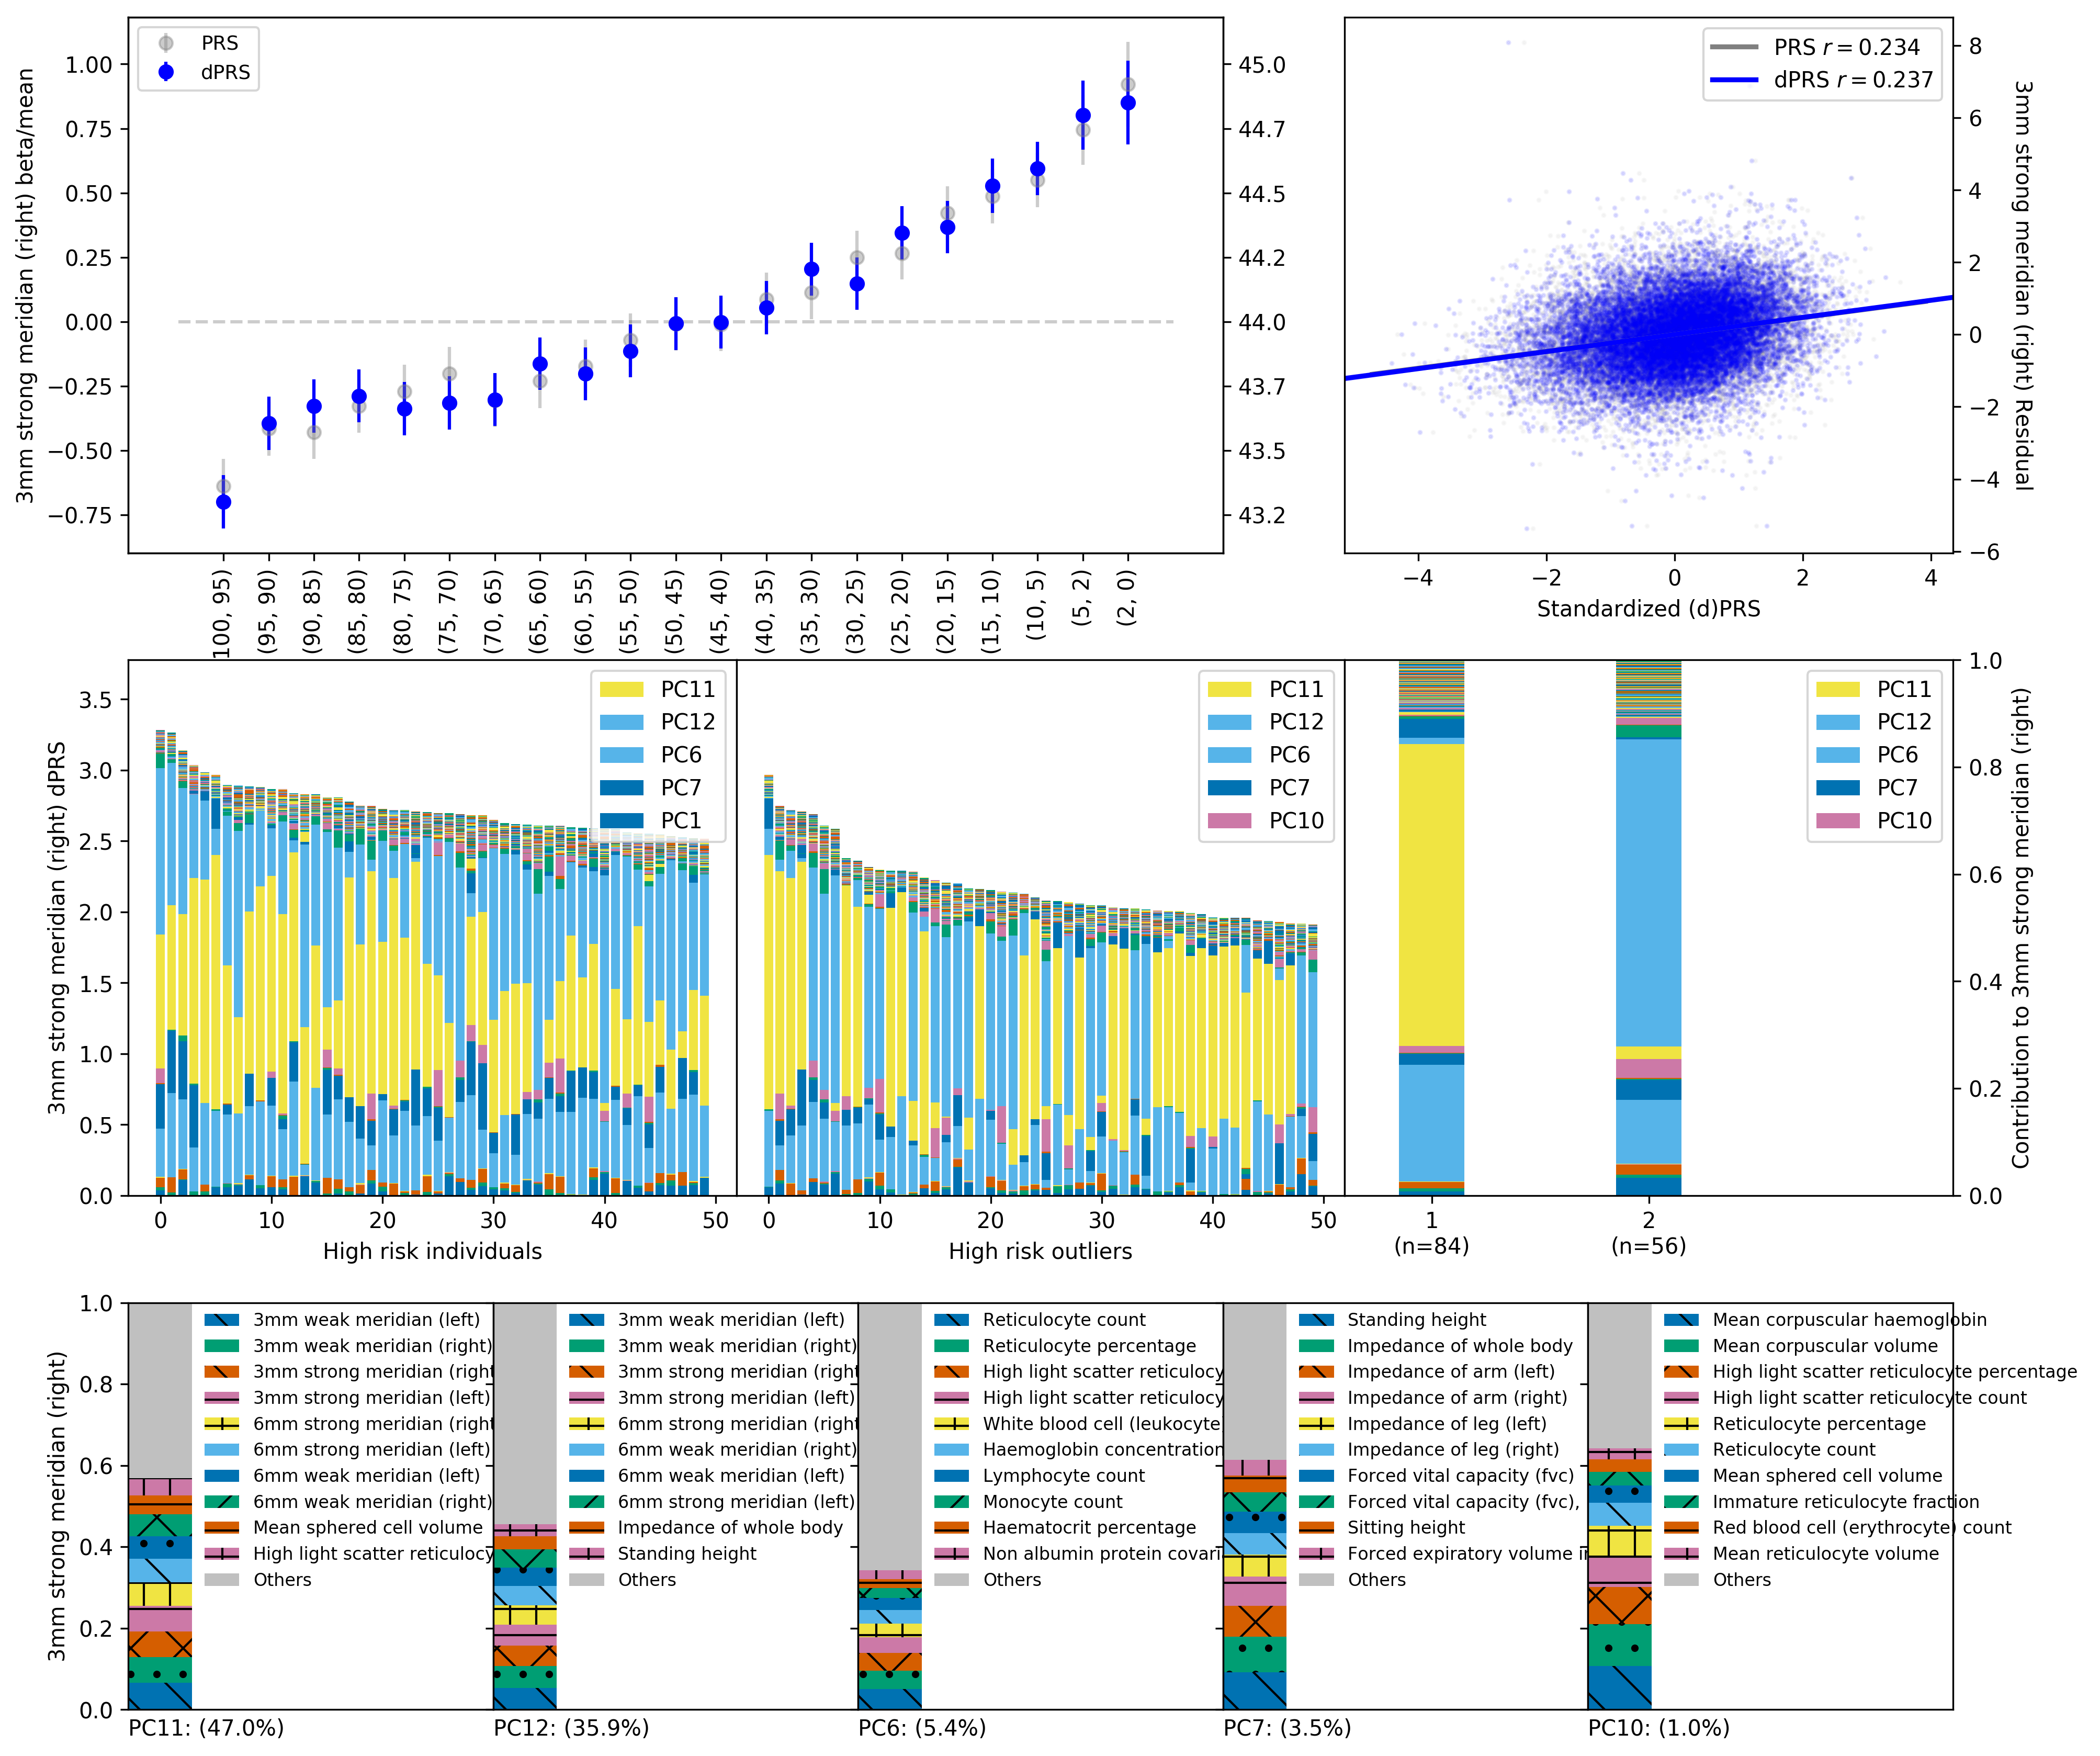 3mm strong meridian (right) beta/mean
1.00
0.75
0.50
0.25
0.00
−0.25
−0.50
−0.75
PRS
dPRS
45.0
44.7
44.5
44.2
44.0
43.7
43.5
43.2
100, 95)
(95, 90)
(90, 85)
(85, 80)
(80, 75)
(75, 70)
(70, 65)
(65, 60)
(60, 55)
(55, 50)
(50, 45)
(45, 40)
(40, 35)
(35, 30)
(30, 25)
(25, 20)
(20, 15)
(15, 10)
(10, 5)
(5, 2)
(2, 0)
PRS r = 0.234
dPRS r = 0.237
8
6
4
2
0
−2
−4
−6
3mm strong meridian (right) Residual
−4
−2
0
2
4
Standardized (d)PRS
3mm strong meridian (right) dPRS
3.5
3.0
2.5
2.0
1.5
1.0
0.5
0.0
PC11
PC12
PC6
PC7
PC1
0
10
20
30
40
50
High risk individuals
PC11
PC12
PC6
PC7
PC10
0
10
20
30
40
50
High risk outliers
PC11
PC12
PC6
PC7
PC10
1
(n=84)
2
(n=56)
1.0
0.8
0.6
0.4
0.2
0.0
Contribution to 3mm strong meridian (right)
3mm strong meridian (right)
1.0
0.8
0.6
0.4
0.2
0.0
3mm weak meridian (left)
3mm weak meridian (right)
3mm strong meridian (right
3mm strong meridian (left)
6mm strong meridian (right
6mm strong meridian (left)
6mm weak meridian (left)
6mm weak meridian (right)
Mean sphered cell volume
High light scatter reticulocy
Others
PC11: (47.0%)
3mm weak meridian (left)
3mm weak meridian (right)
3mm strong meridian (right
3mm strong meridian (left)
6mm strong meridian (right
6mm weak meridian (right)
6mm weak meridian (left)
6mm strong meridian (left)
Impedance of whole body
Standing height
Others
PC12: (35.9%)
Reticulocyte count
Reticulocyte percentage
High light scatter reticulocy
High light scatter reticulocy
White blood cell (leukocyte
Haemoglobin concentration
Lymphocyte count
Monocyte count
Haematocrit percentage
Non albumin protein covari
Others
PC6: (5.4%)
Standing height
Impedance of whole body
Impedance of arm (left)
Impedance of arm (right)
Impedance of leg (left)
Impedance of leg (right)
Forced vital capacity (fvc)
Forced vital capacity (fvc),
Sitting height
Forced expiratory volume in
Others
PC7: (3.5%)
Mean corpuscular haemoglobin
Mean corpuscular volume
High light scatter reticulocyte percentage
High light scatter reticulocyte count
Reticulocyte percentage
Reticulocyte count
Mean sphered cell volume
Immature reticulocyte fraction
Red blood cell (erythrocyte) count
Mean reticulocyte volume
Others
PC10: (1.0%)